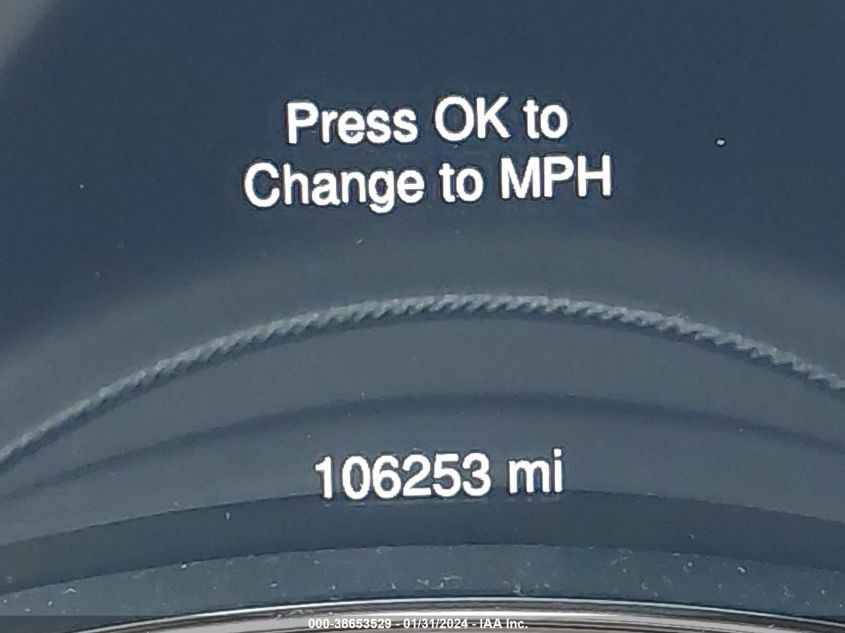 Press OK to
Change to MPH
106253 mi
000-38653529 - 01/31/2024 - IAA Inc.